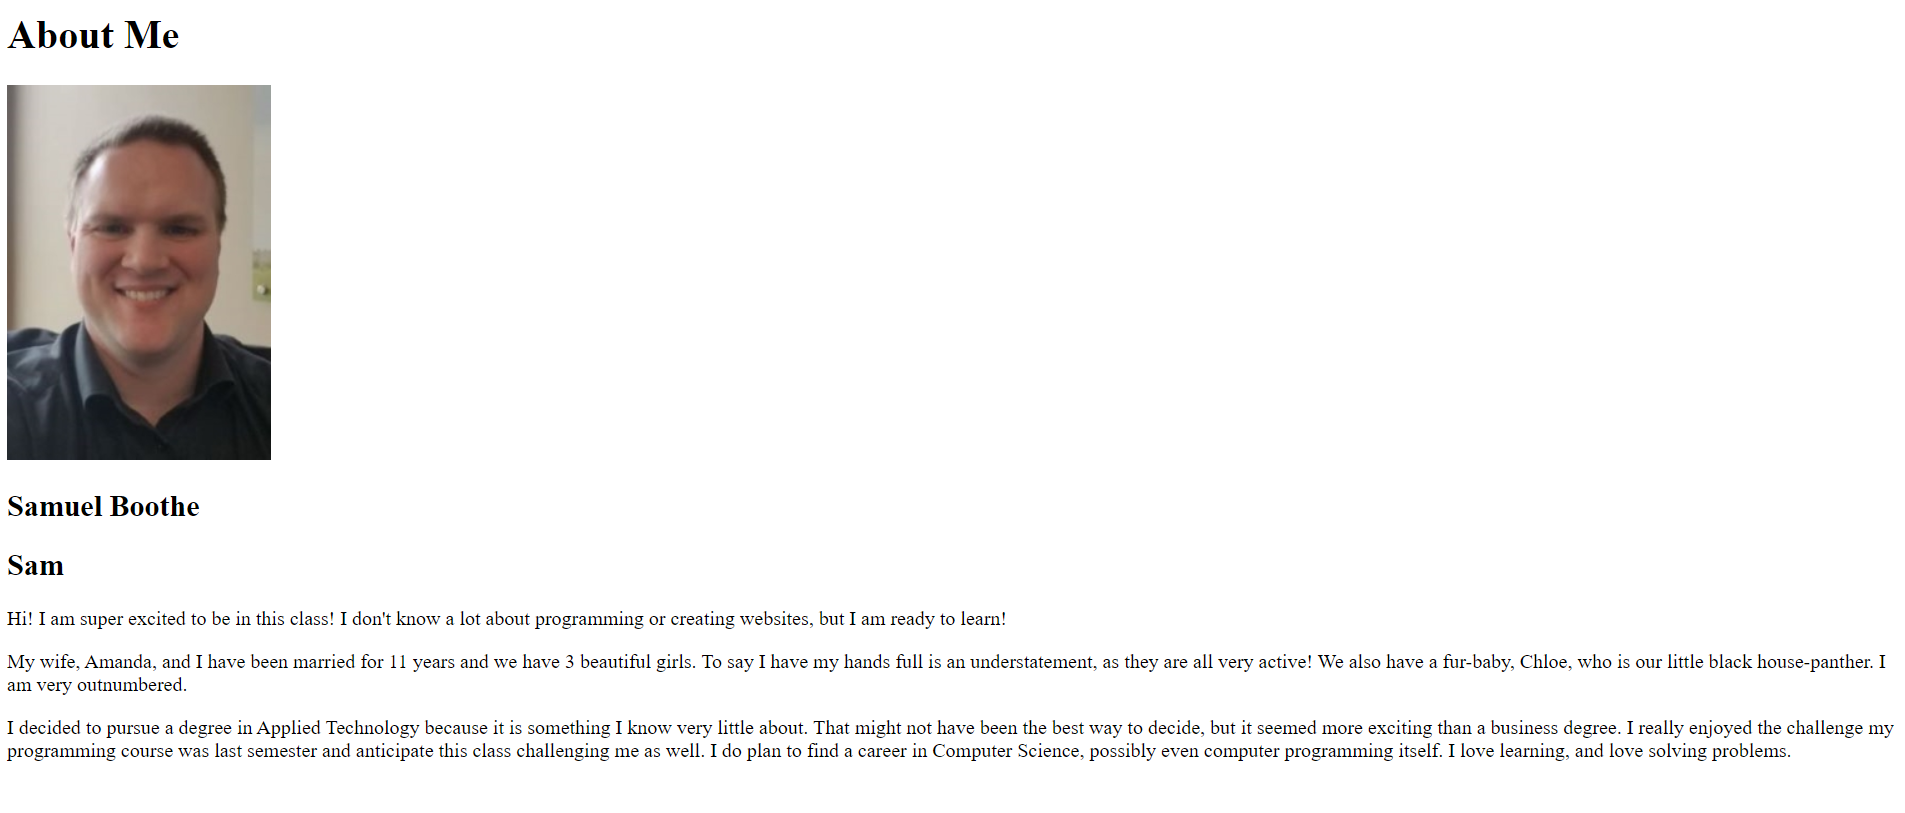 About Me
Samuel Boothe
Sam
Hi! I am super excited to be in this class! I don't know a lot about programming or creating websites, but I am ready to learn!
My wife, Amanda, and I have been married for 11 years and we have 3 beautiful girls. To say I have my hands full is an understatement, as they are all very active! We also have a fur-baby, Chloe, who is our little black house-panther. I
am very outnumbered.
I decided to pursue a degree in Applied Technology because it is something I know very little about. That might not have been the best way to decide, but it seemed more exciting than a business degree. I really enjoyed the challenge my
programming course was last semester and anticipate this class challenging me as well. I do plan to find a career in Computer Science, possibly even computer programming itself. I love learning, and love solving problems.